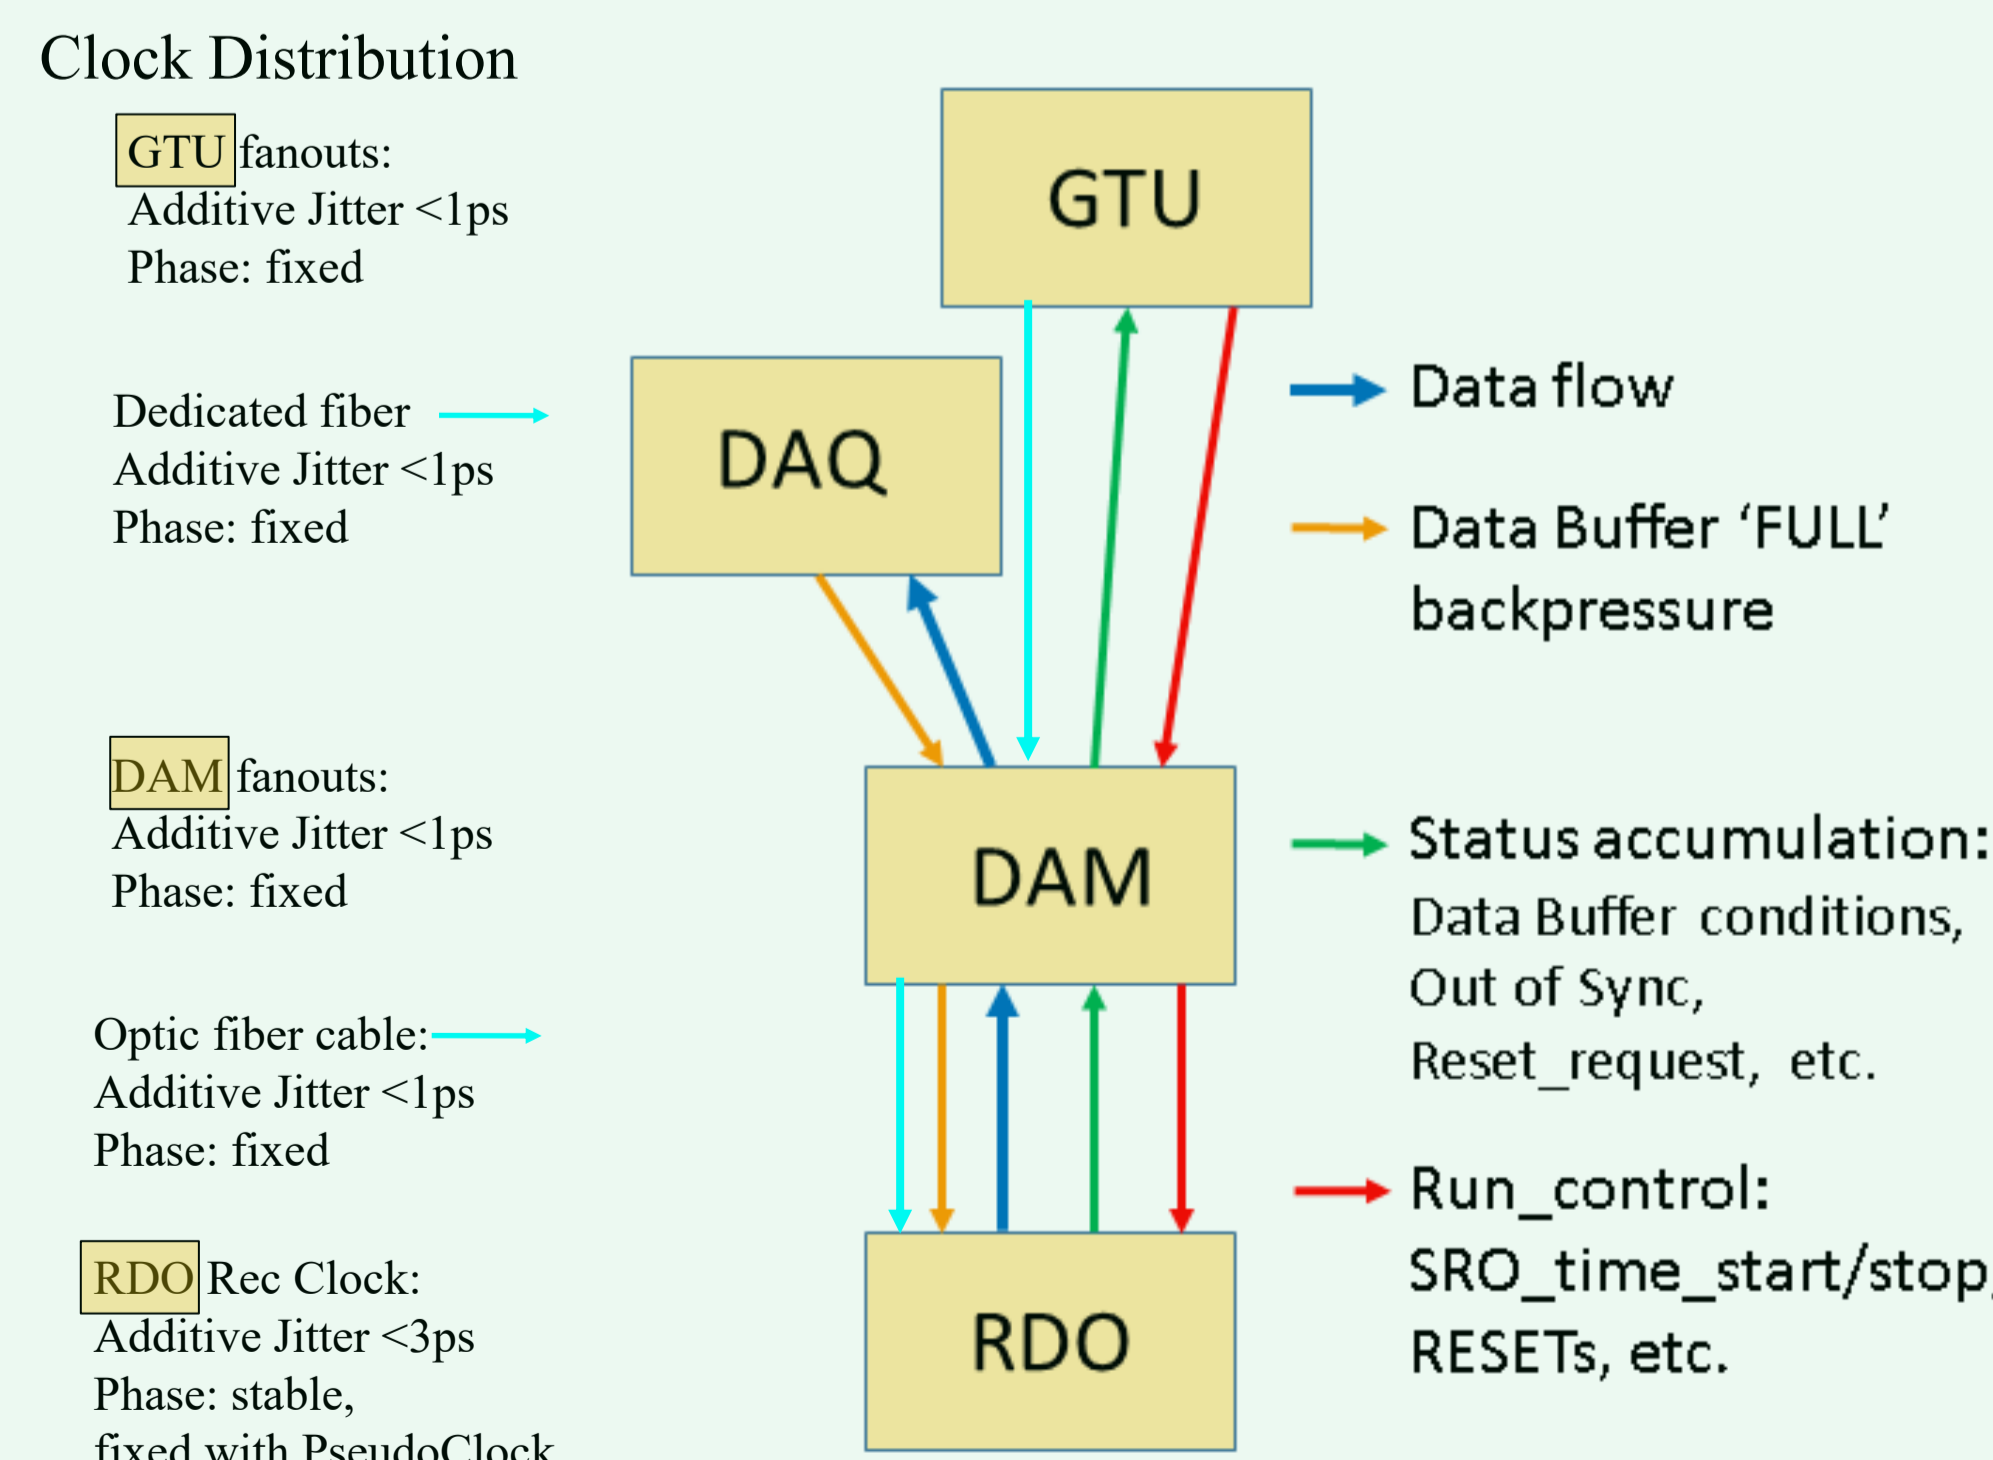 Clock Distribution
GTU fanouts:
Additive Jitter <1ps
Phase: fixed
Dedicated fiber
Additive Jitter <1ps
Phase: fixed
DAM fanouts:
Additive Jitter <1ps
Phase: fixed
Optic fiber cable:
Additive Jitter <1ps
Phase: fixed
RDO Rec Clock:
Additive Jitter <3ps
Phase: stable,
fixed with PseudoClock
GTU
DAQ
DAM
RDO
Data flow
Data Buffer ‘FULL’
backpressure
Status accumulation:
Data Buffer conditions,
Out of Sync,
Reset_request, etc.
Run_control:
SRO_time_start/stop,
RESETs, etc.